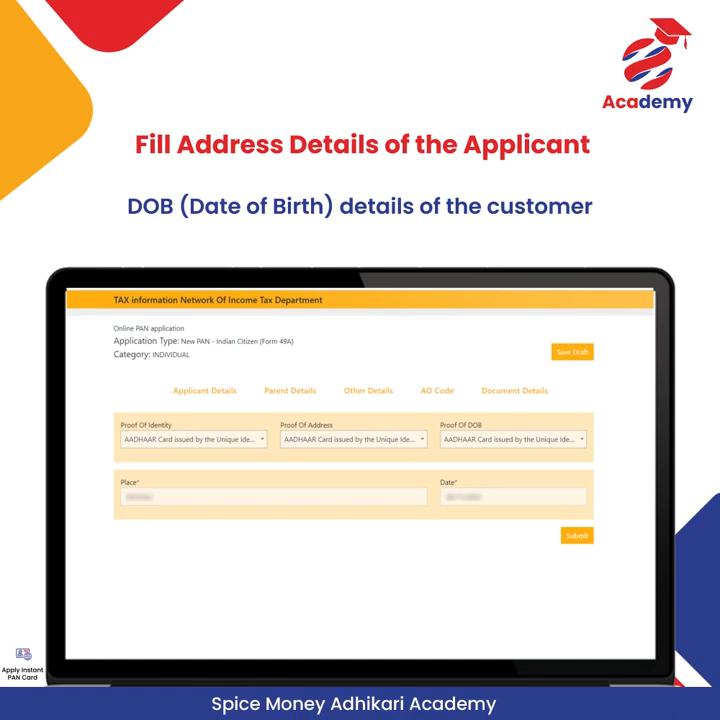 Academy
Fill Address Details of the Applicant
DOB (Date of Birth) details of the customer
TAX information Network Of Income Tax Department
Online PAN application
Application Type: New PAN - Indian Citizen (Form 49A)
Category: INDIVIDUAL
Save Draft
Applicant Details Parent Details Other Details AO Code Document Details
Proof Of Identity Proof Of Address Proof Of DOB
AADHAAR Card issued by the Unique Ide... AADHAAR Card issued by the Unique Ide... AADHAAR Card issued by the Unique Ide...
Place* Date*
Submit
Apply Instant
PAN Card
Spice Money Adhikari Academy